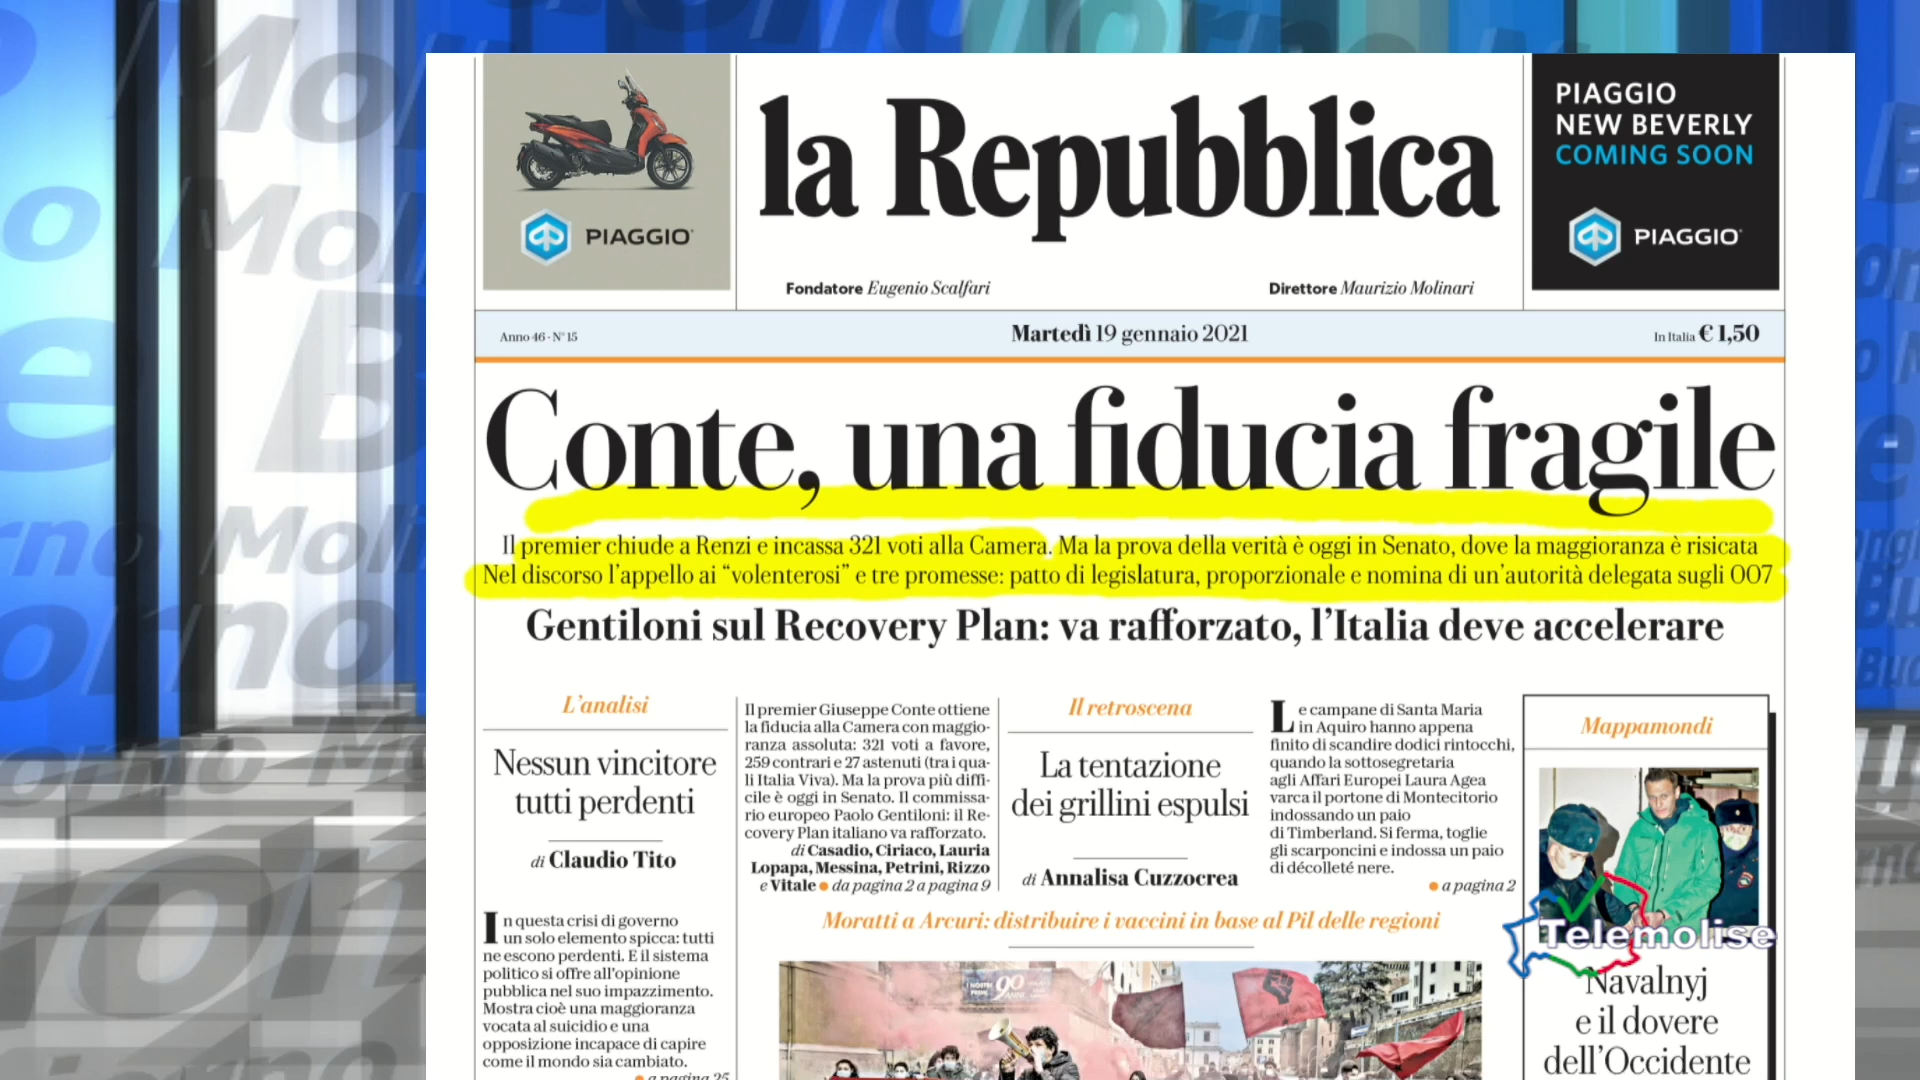 PIAGGIO
la Repubblica
Fondatore Eugenio Scalfari
Direttore Maurizio Molinari
PIAGGIO
NEW BEVERLY
COMING SOON
PIAGGIO
Anno 46 - N° 15
Martedì 19 gennaio 2021
In Italia € 1,50
Conte, una fiducia fragile
Il premier chiude a Renzi e incassa 321 voti alla Camera. Ma la prova della verità è oggi in Senato, dove la maggioranza è risicata
Nel discorso l'appello ai “volenterosi” e tre promesse: patto di legislatura, proporzionale e nomina di un'autorità delegata sugli 007
Gentiloni sul Recovery Plan: va rafforzato, l'Italia deve accelerare
L'analisi
Nessun vincitore
tutti perdenti
di Claudio Tito
In questa crisi di governo
un solo elemento spicca: tutti
ne escono perdenti. E il sistema
politico si offre all'opinione
pubblica nel suo impazzimento.
Mostra cioè una maggioranza
vocata al suicidio e una
opposizione incapace di capire
come il mondo sia cambiato.
a pagina 25
Il premier Giuseppe Conte ottiene
la fiducia alla Camera con maggio-
ranza assoluta: 321 voti a favore,
259 contrari e 27 astenuti (tra i qua-
li Italia Viva). Ma la prova più diffi-
cile è oggi in Senato. Il commissa-
rio europeo Paolo Gentiloni: il Re-
covery Plan italiano va rafforzato.
di Casadio, Ciriaco, Lauria
Lopapa, Messina, Petrini, Rizzo
e Vitale ● da pagina 2 a pagina 9
Il retroscena
La tentazione
dei grillini espulsi
di Annalisa Cuzzocrea
Le campane di Santa Maria
in Aquiro hanno appena
finito di scandire dodici rintocchi,
quando la sottosegretaria
agli Affari Europei Laura Agea
varca il portone di Montecitorio
indossando un paio
di Timberland. Si ferma, toglie
gli scarponcini e indossa un paio
di décolleté nere.
● a pagina 2
Moratti a Arcuri: distribuire i vaccini in base al Pil delle regioni
90
Mappamondi
Telemolise
Navalnyj
e il dovere
dell'Occidente